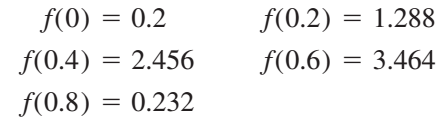 f(0) = 0.2 f(0.2) = 1.288
f(0.4) = 2.456 f(0.6) = 3.464
f(0.8) = 0.232